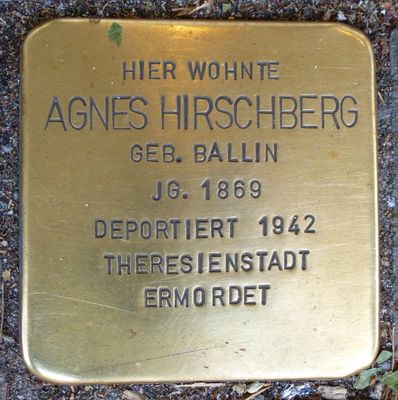 HIER WOHNTE
AGNES HIRSCHBERG
GEB. BALLIN
JG. 1869
DEPORTIERT 1942
THERESIENSTADT
ERMORDET